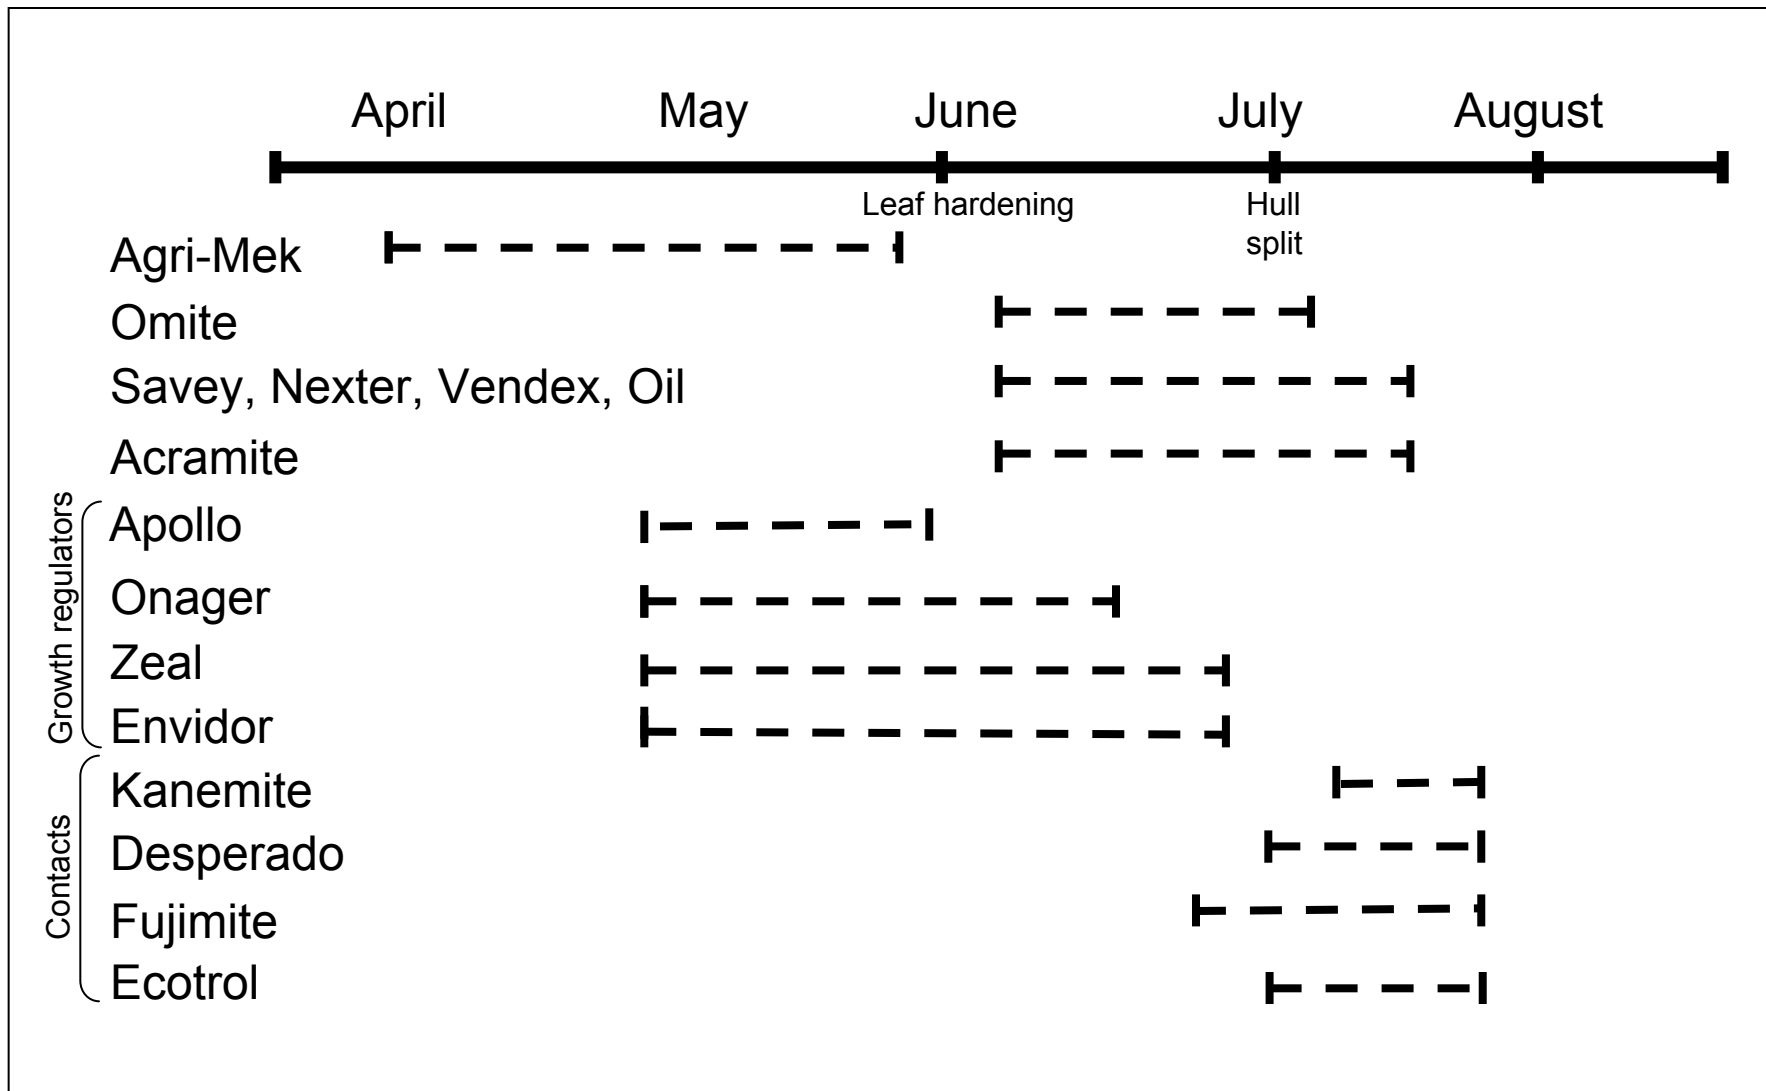 April May June July August
Leaf hardening Hull
split
Agri-Mek
Omite
Savey, Nexter, Vendex, Oil
Acramite
Growth regulators
Apollo
Onager
Zeal
Envidor
Contacts
Kanemite
Desperado
Fujimite
Ecotrol